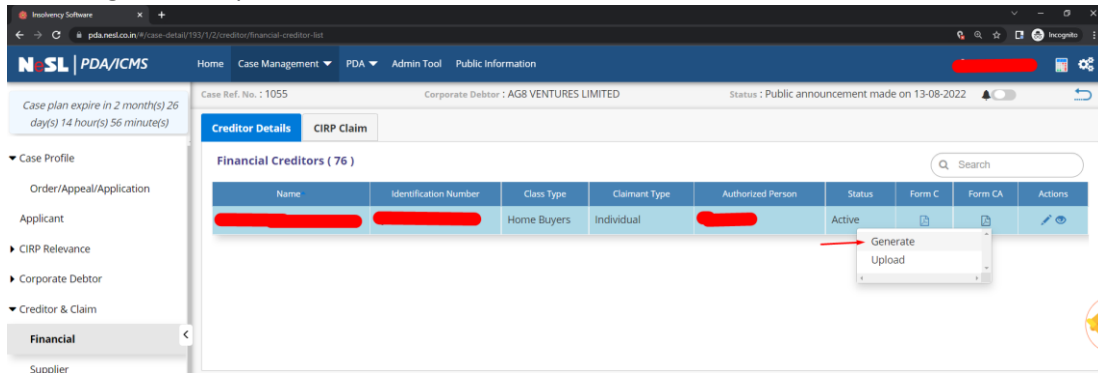 Insolvency Software
pda.nesl.co.in/#/case-detail/193/1/2/creditor/financial-creditor-list
Incognito
NeSL | PDA/ICMS Home Case Management PDA Admin Tool Public Information
Case plan expire in 2 month(s) 26
day(s) 14 hour(s) 56 minute(s)
Case Ref. No. : 1055 Corporate Debtor : AG8 VENTURES LIMITED Status : Public announcement made on 13-08-2022
Creditor Details CIRP Claim
Case Profile
Financial Creditors ( 76 ) Search
Order/Appeal/Application
Name Identification Number Class Type Claimant Type Authorized Person Status Form C Form CA Actions
Applicant
Home Buyers Individual Active
CIRP Relevance
Generate
Upload
Corporate Debtor
Creditor & Claim
Financial
Supplier